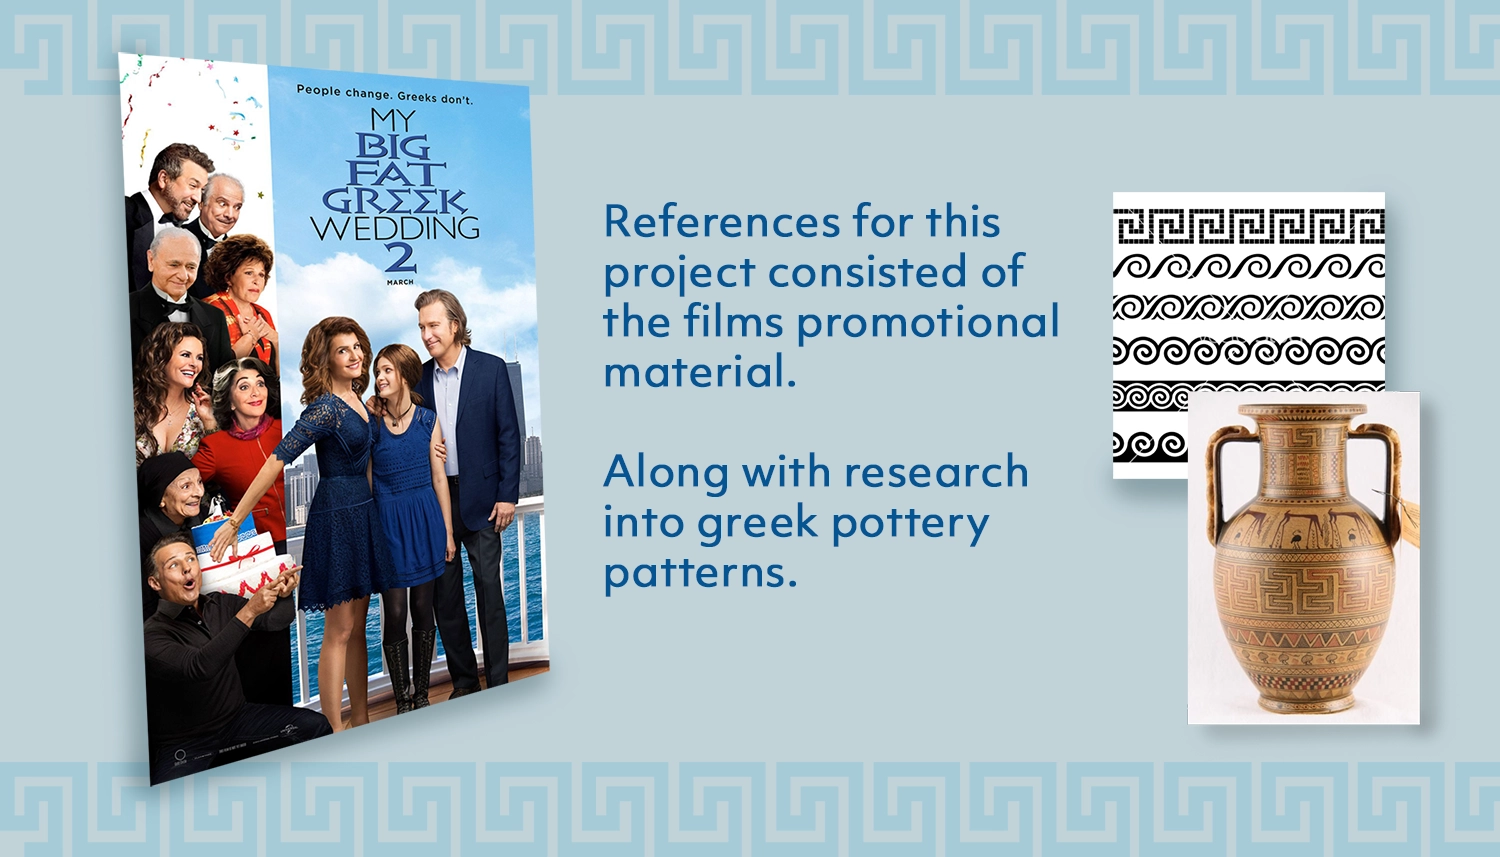 People change. Greeks don't.
MY
BIG
FAT
GRΣΣK
WEDDING
2
MARCH
References for this
project consisted of
the films promotional
material.
Along with research
into greek pottery
patterns.